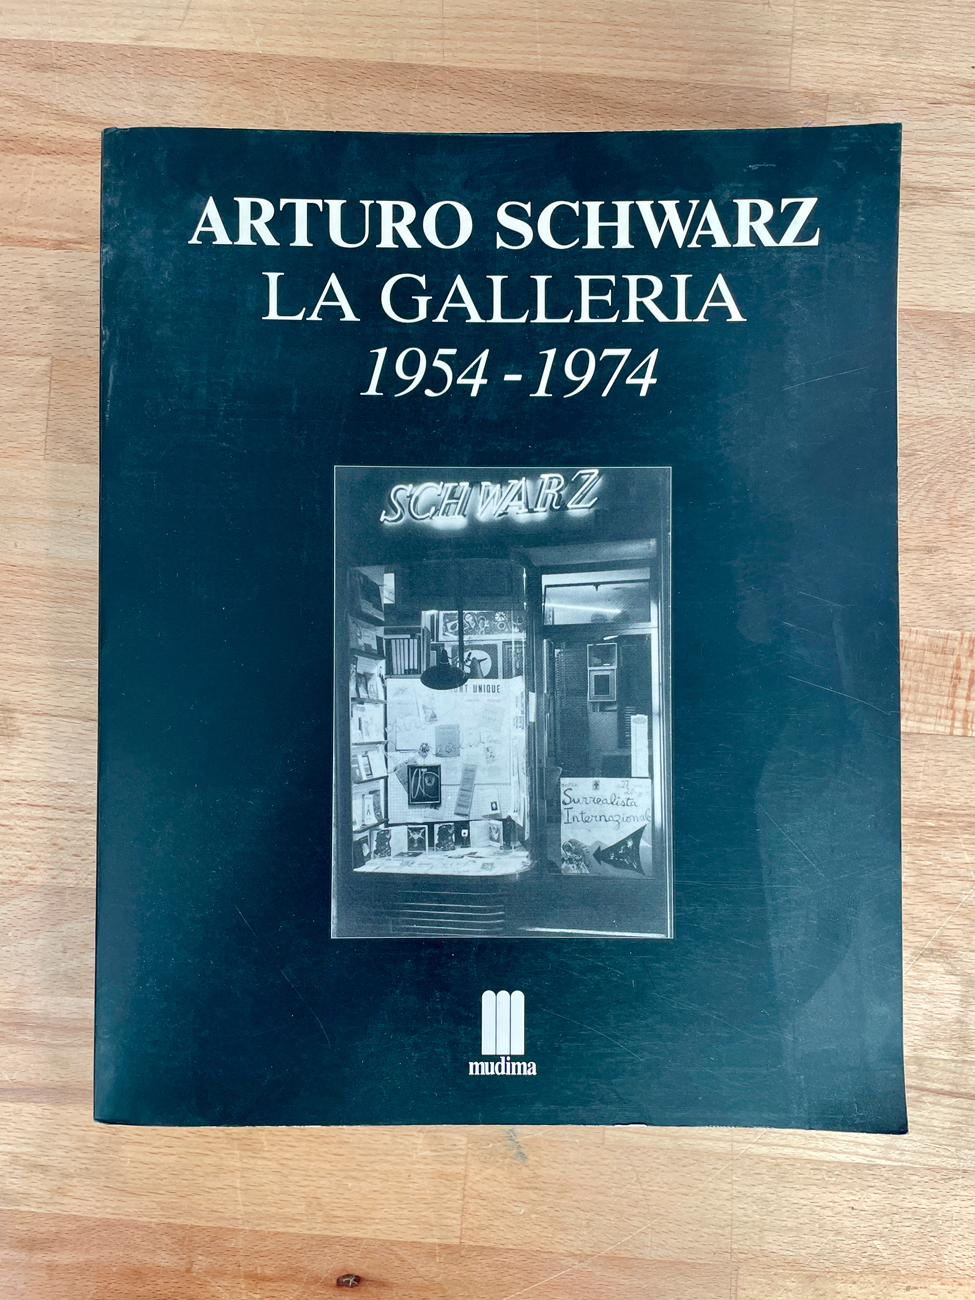 ARTURO SCHWARZ
LA GALLERIA
1954 - 1974
SCHWARZ
UNIQUE
Surrealista
Internazionale
mudima